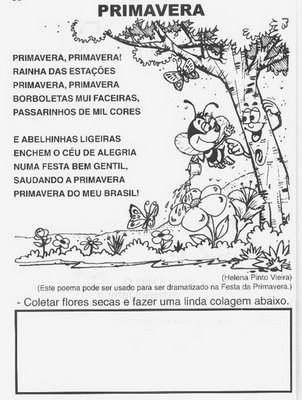 PRIMAVERA
PRIMAVERA, PRIMAVERA!
RAINHA DAS ESTAÇÕES
PRIMAVERA, PRIMAVERA
BORBOLETAS MUI FACEIRAS,
PASSARINHOS DE MIL CORES
E ABELHINHAS LIGEIRAS
ENCHEM O CÉU DE ALEGRIA
NUMA FESTA BEM GENTIL,
SAUDANDO A PRIMAVERA
PRIMAVERA DO MEU BRASIL!
(Helena Pinto Vieira)
(Este poema pode ser usado para ser dramatizado na Festa da Primavera.)
- Coletar flores secas e fazer uma linda colagem abaixo.